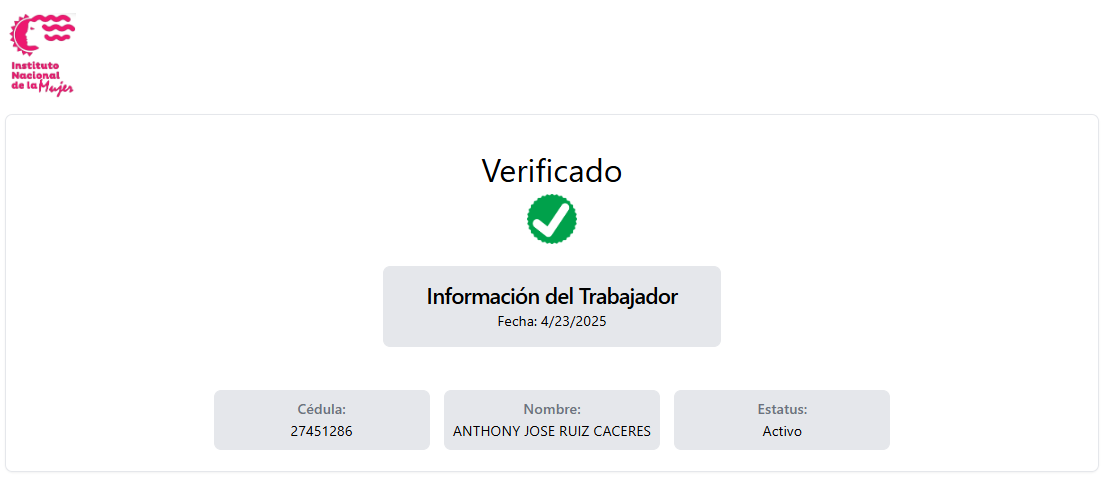 Instituto
Nacional
de la Mujer
Verificado
Información del Trabajador
Fecha: 4/23/2025
Cédula:
27451286
Nombre:
ANTHONY JOSE RUIZ CACERES
Estatus:
Activo